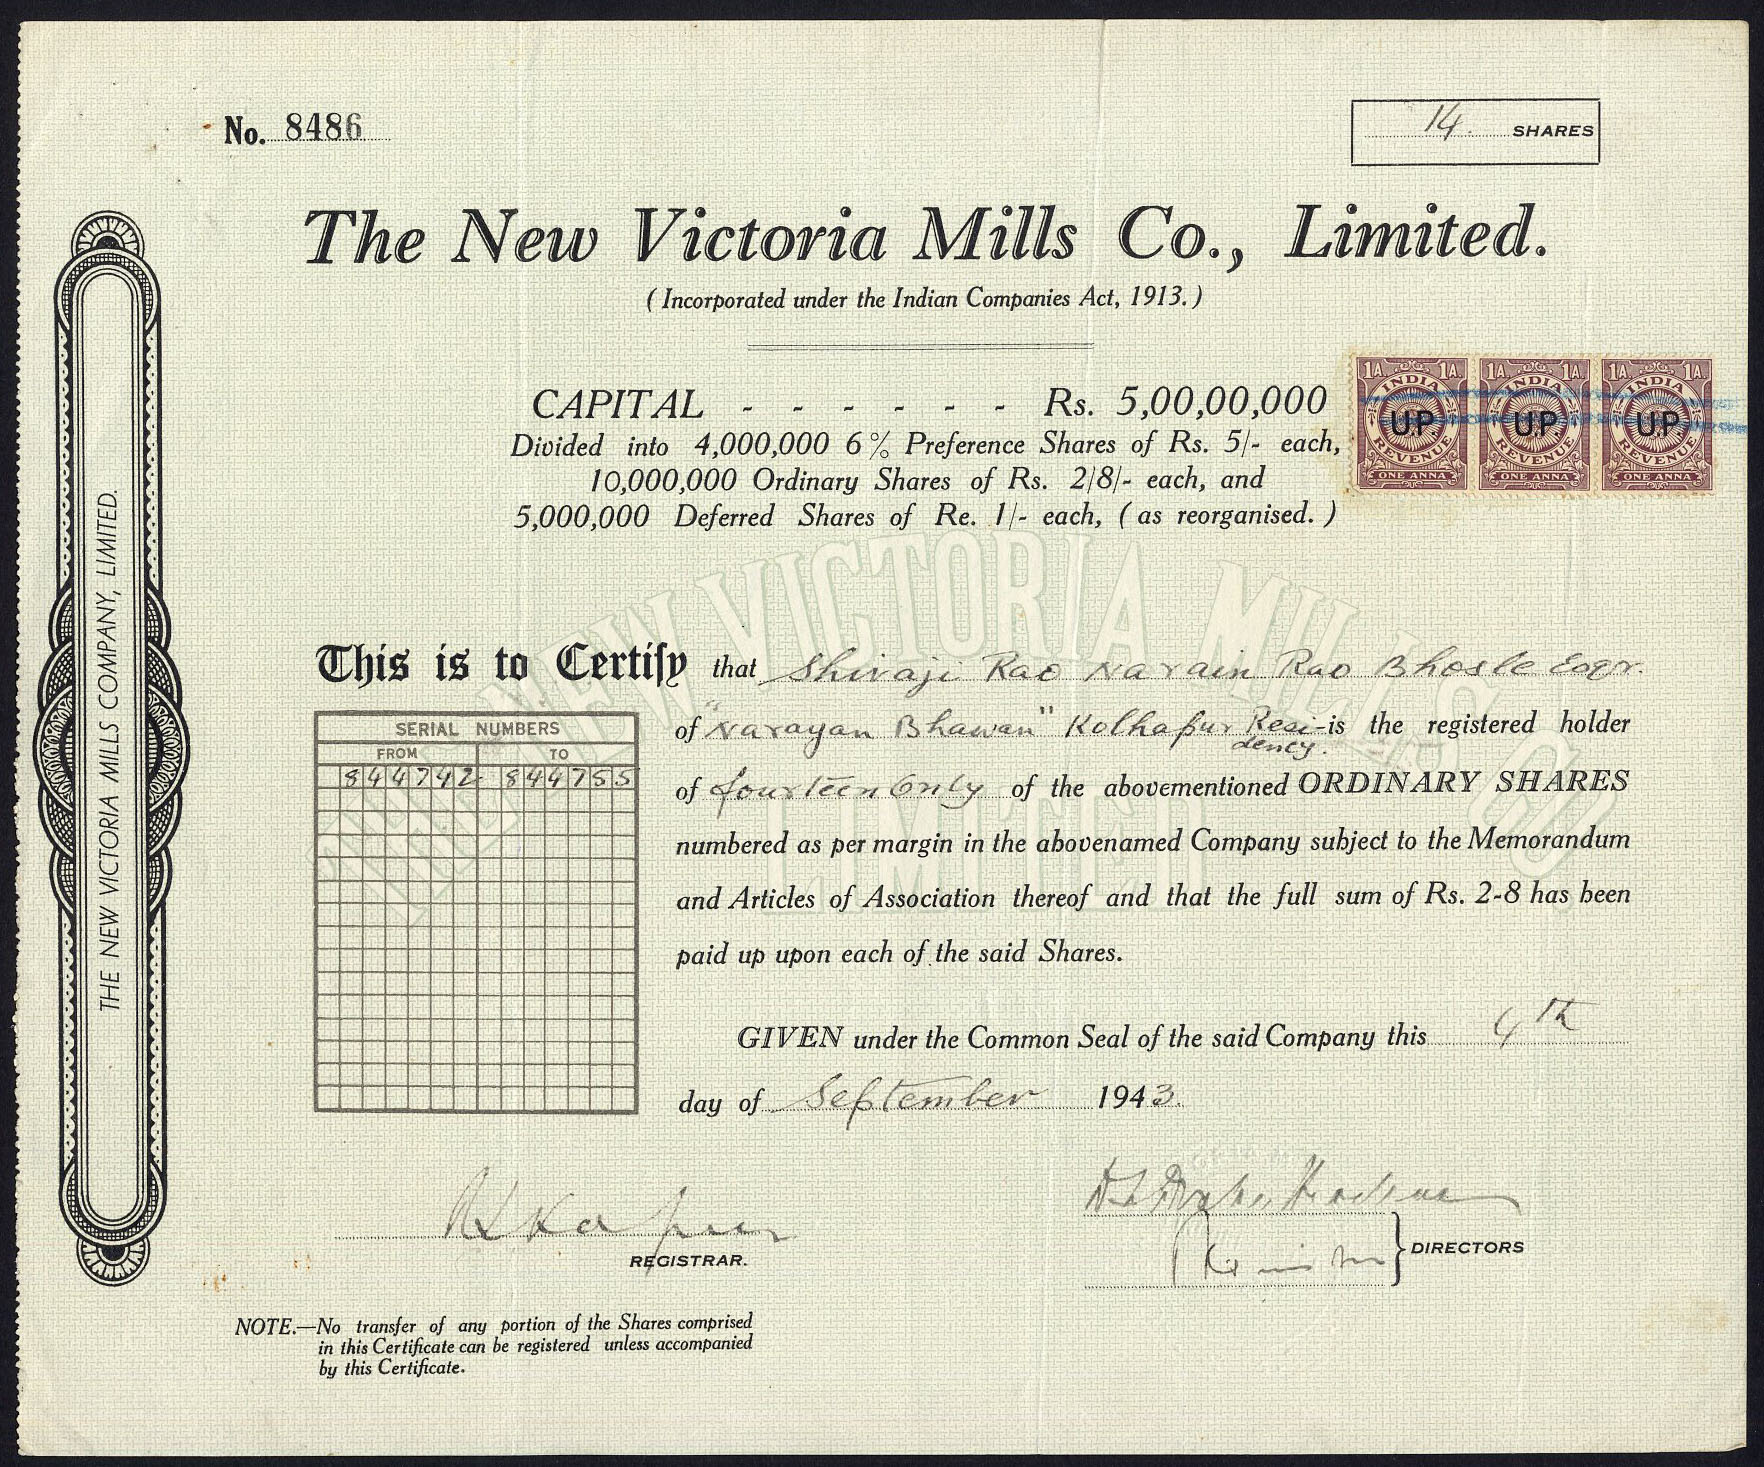 No. 8486
14. SHARES
The New Victoria Mills Co., Limited.
( Incorporated under the Indian Companies Act, 1913. )
CAPITAL - - - - - - Rs. 5,00,00,000
Divided into 4,000,000 6% Preference Shares of Rs. 5/- each,
10,000,000 Ordinary Shares of Rs. 2/8/- each, and
5,000,000 Deferred Shares of Re. 1/- each, ( as reorganised. )
1A. 1A. 1A. 1A. 1A. 1A.
INDIA INDIA INDIA
U.P U.P U.P
REVENUE REVENUE REVENUE
ONE ANNA ONE ANNA ONE ANNA
THE NEW VICTORIA MILLS COMPANY, LIMITED.
NEW VICTORIA MILLS CO.
LIMITED
This is to Certify that Shivaji Rao Narain Rao Bhosle Esqr.
of "Narayan Bhawan" Kolhapur Resi-dency. is the registered holder
of fourteen Only of the abovementioned ORDINARY SHARES
numbered as per margin in the abovenamed Company subject to the Memorandum
and Articles of Association thereof and that the full sum of Rs. 2-8 has been
paid up upon each of the said Shares.
SERIAL NUMBERS
FROM TO
844742 844755
GIVEN under the Common Seal of the said Company this 4th
day of September 1943.
REGISTRAR.
DIRECTORS
NOTE.—No transfer of any portion of the Shares comprised
in this Certificate can be registered unless accompanied
by this Certificate.